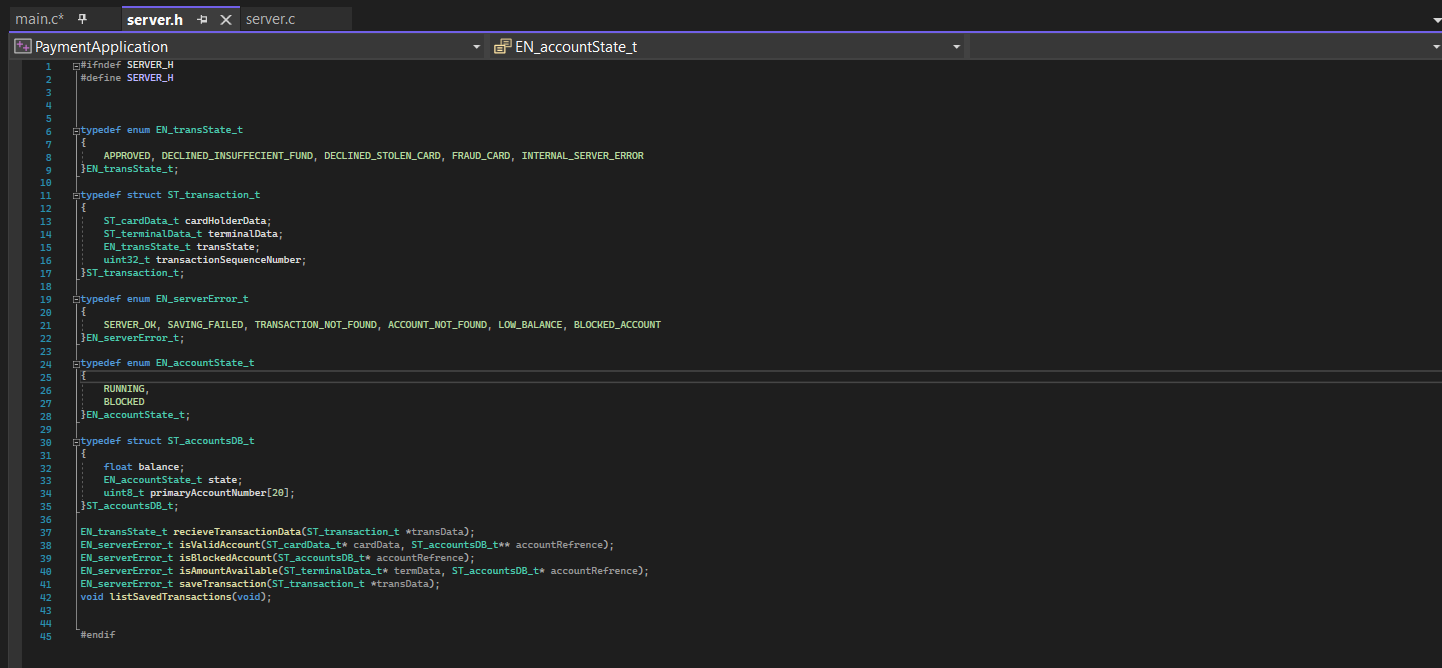 main.c*
server.h
server.c
PaymentApplication
EN_accountState_t
1 #ifndef SERVER_H
2 #define SERVER_H
3
4
5
6 typedef enum EN_transState_t
7 {
8 APPROVED, DECLINED_INSUFFECIENT_FUND, DECLINED_STOLEN_CARD, FRAUD_CARD, INTERNAL_SERVER_ERROR
9 }EN_transState_t;
10
11 typedef struct ST_transaction_t
12 {
13 ST_cardData_t cardHolderData;
14 ST_terminalData_t terminalData;
15 EN_transState_t transState;
16 uint32_t transactionSequenceNumber;
17 }ST_transaction_t;
18
19 typedef enum EN_serverError_t
20 {
21 SERVER_OK, SAVING_FAILED, TRANSACTION_NOT_FOUND, ACCOUNT_NOT_FOUND, LOW_BALANCE, BLOCKED_ACCOUNT
22 }EN_serverError_t;
23
24 typedef enum EN_accountState_t
25 {
26 RUNNING,
27 BLOCKED
28 }EN_accountState_t;
29
30 typedef struct ST_accountsDB_t
31 {
32 float balance;
33 EN_accountState_t state;
34 uint8_t primaryAccountNumber[20];
35 }ST_accountsDB_t;
36
37 EN_transState_t recieveTransactionData(ST_transaction_t *transData);
38 EN_serverError_t isValidAccount(ST_cardData_t* cardData, ST_accountsDB_t** accountRefrence);
39 EN_serverError_t isBlockedAccount(ST_accountsDB_t* accountRefrence);
40 EN_serverError_t isAmountAvailable(ST_terminalData_t* termData, ST_accountsDB_t* accountRefrence);
41 EN_serverError_t saveTransaction(ST_transaction_t *transData);
42 void listSavedTransactions(void);
43
44
45 #endif